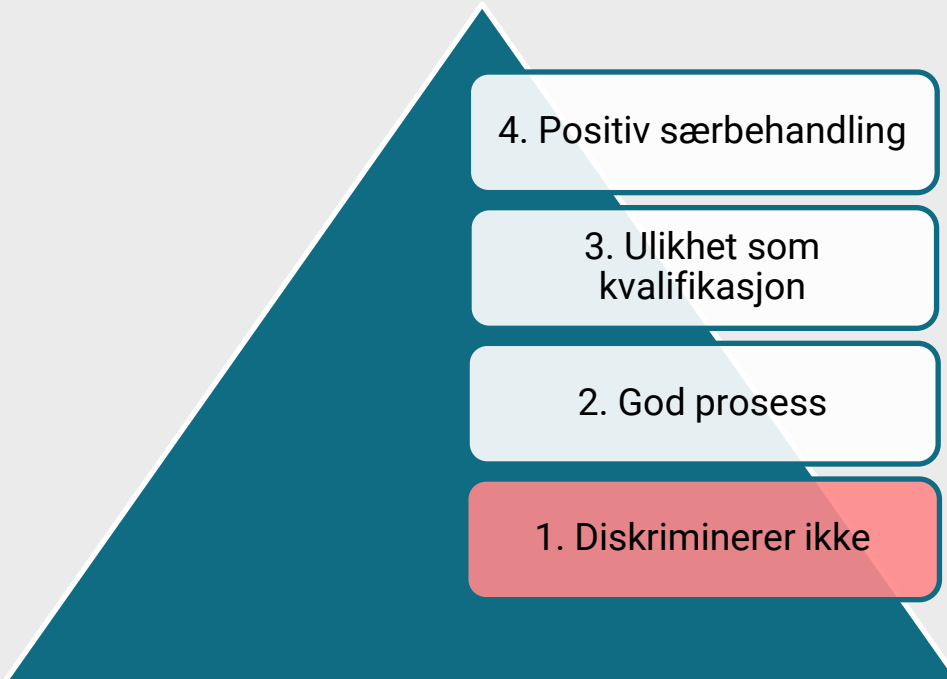 4. Positiv særbehandling
3. Ulikhet som
kvalifikasjon
2. God prosess
1. Diskriminerer ikke